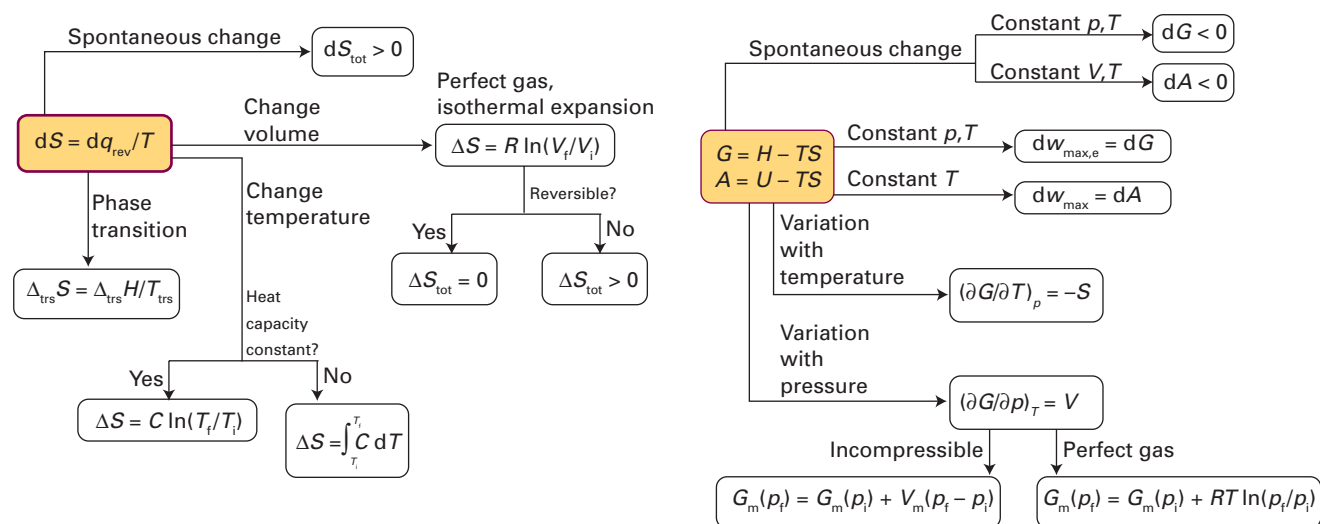 Spontaneous change
dS_tot > 0
dS = dq_rev/T
Change
volume
Perfect gas,
isothermal expansion
ΔS = R ln(V_f/V_i)
Reversible?
Yes
No
ΔS_tot = 0
ΔS_tot > 0
Phase
transition
Δ_trs S = Δ_trs H/T_trs
Change
temperature
Heat
capacity
constant?
Yes
No
ΔS = C ln(T_f/T_i)
ΔS = ∫_{T_i}^{T_f} C dT
Spontaneous change
Constant p,T
dG < 0
Constant V,T
dA < 0
G = H − TS
A = U − TS
Constant p,T
dw_max,e = dG
Constant T
dw_max = dA
Variation
with
temperature
(∂G/∂T)_p = −S
Variation
with
pressure
(∂G/∂p)_T = V
Incompressible
Perfect gas
G_m(p_f) = G_m(p_i) + V_m(p_f − p_i)
G_m(p_f) = G_m(p_i) + RT ln(p_f/p_i)